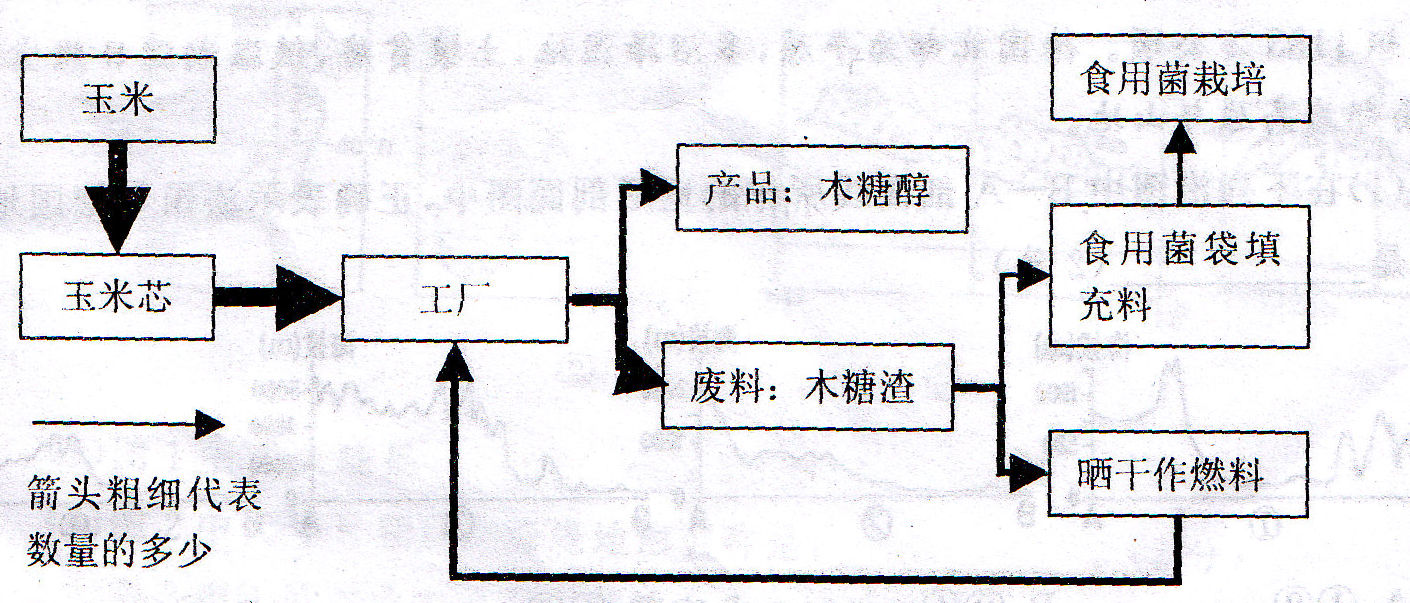 玉米
玉米芯
工厂
产品：木糖醇
废料：木糖渣
食用菌栽培
食用菌袋填
充料
晒干作燃料
箭头粗细代表
数量的多少